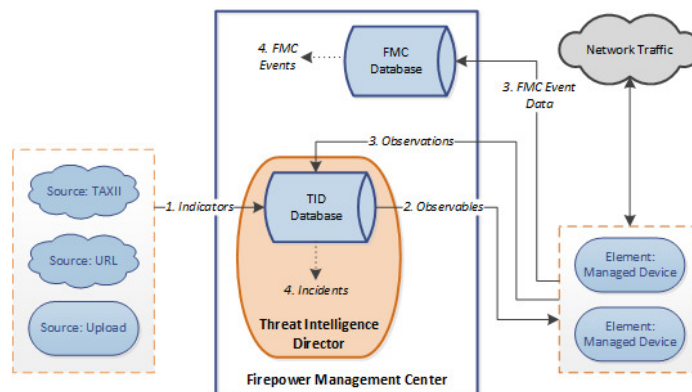 4. FMC
Events
FMC
Database
Network Traffic
3. FMC Event
Data
3. Observations
Source: TAXII
TID
Database
1. Indicators
2. Observables
Source: URL
Element:
Managed Device
4. Incidents
Source: Upload
Threat Intelligence
Director
Element:
Managed Device
Firepower Management Center